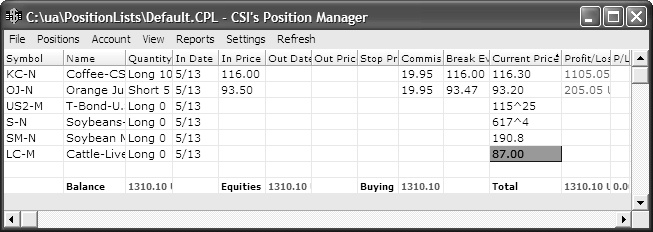 C:\ua\PositionLists\Default.CPL - CSI's Position Manager
File Positions Account View Reports Settings Refresh
Symbol Name Quantity In Date In Price Out Date Out Pric Stop Pr Commis Break Ev Current Price Profit/Los P/L
KC-N Coffee-CS Long 10 5/13 116.00 19.95 116.00 116.30 1105.05
OJ-N Orange Ju Short 5 5/13 93.50 19.95 93.47 93.20 205.05 U
US2-M T-Bond-U. Long 0 5/13 115^25
S-N Soybeans- Long 0 5/13 617^4
SM-N Soybean M Long 0 5/13 190.8
LC-M Cattle-Live Long 0 5/13 87.00
Balance 1310.10 U Equities 1310.10 U Buying 1310.10 Total 1310.10 U 0.00